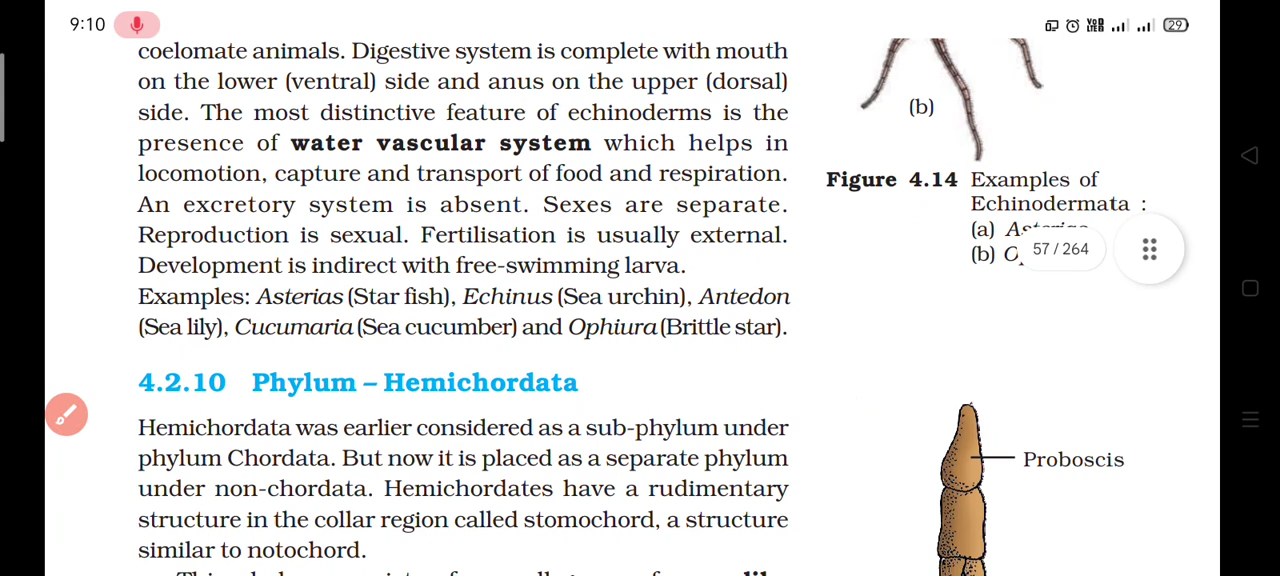 9:10
29
coelomate animals. Digestive system is complete with mouth
on the lower (ventral) side and anus on the upper (dorsal)
side. The most distinctive feature of echinoderms is the
presence of water vascular system which helps in
locomotion, capture and transport of food and respiration.
An excretory system is absent. Sexes are separate.
Reproduction is sexual. Fertilisation is usually external.
Development is indirect with free-swimming larva.
Examples: Asterias (Star fish), Echinus (Sea urchin), Antedon
(Sea lily), Cucumaria (Sea cucumber) and Ophiura (Brittle star).
4.2.10 Phylum – Hemichordata
Hemichordata was earlier considered as a sub-phylum under
phylum Chordata. But now it is placed as a separate phylum
under non-chordata. Hemichordates have a rudimentary
structure in the collar region called stomochord, a structure
similar to notochord.
(b)
Figure 4.14 Examples of
Echinodermata :
(a)
(b)
57 / 264
Proboscis